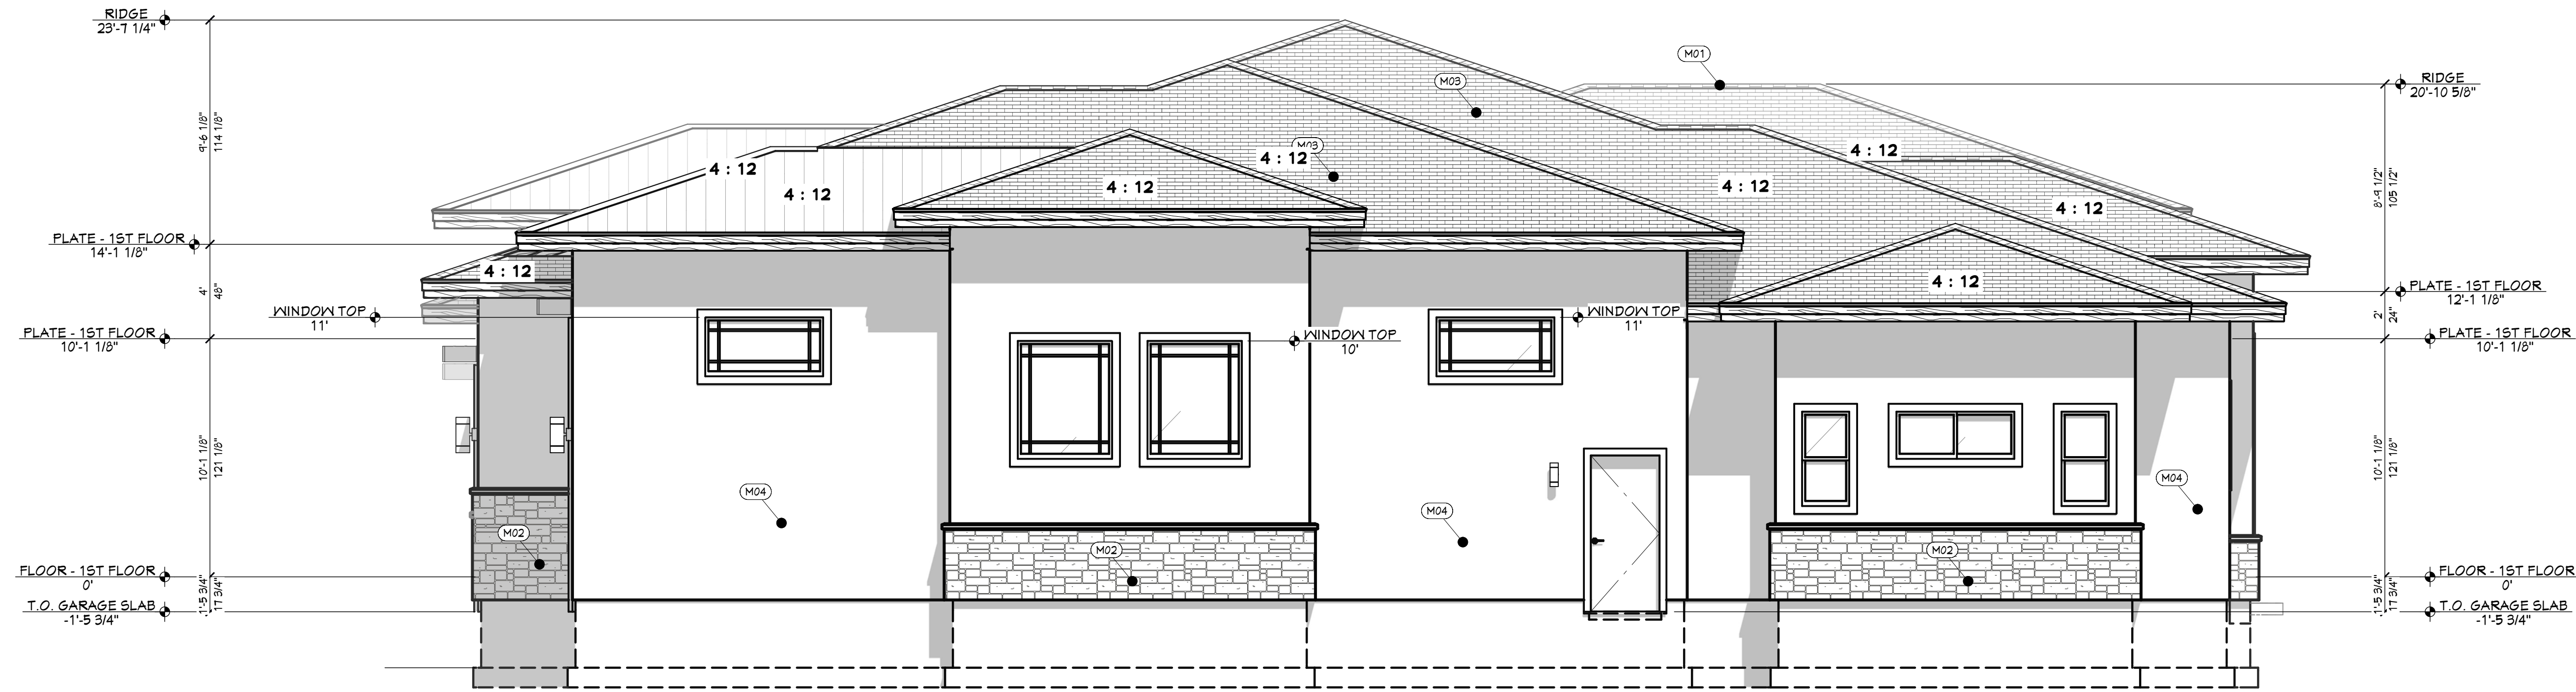 RIDGE
23'-7 1/4"
M01
RIDGE
20'-10 5/8"
M03
9'-6 1/8"
114 1/8"
M03
4 : 12
4 : 12
4 : 12
4 : 12
4 : 12
4 : 12
4 : 12
4 : 12
8'-9 1/2"
105 1/2"
PLATE - 1ST FLOOR
14'-1 1/8"
4 : 12
4 : 12
4'
48"
PLATE - 1ST FLOOR
12'-1 1/8"
WINDOW TOP
11'
WINDOW TOP
11'
2'
24"
PLATE - 1ST FLOOR
10'-1 1/8"
WINDOW TOP
10'
PLATE - 1ST FLOOR
10'-1 1/8"
10'-1 1/8"
121 1/8"
10'-1 1/8"
121 1/8"
M04
M04
M04
M02
M02
M02
FLOOR - 1ST FLOOR
0'
FLOOR - 1ST FLOOR
0'
-1'-5 3/4"
17 3/4"
-1'-5 3/4"
17 3/4"
T.O. GARAGE SLAB
-1'-5 3/4"
T.O. GARAGE SLAB
-1'-5 3/4"